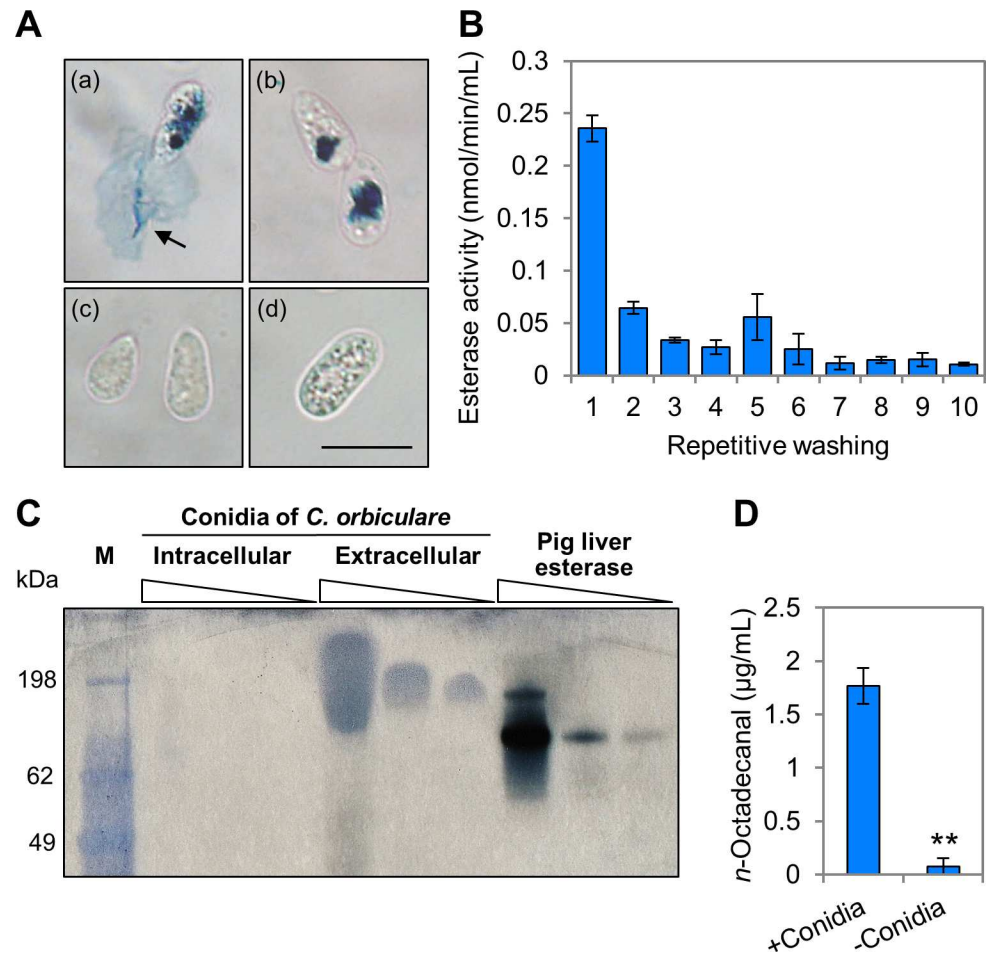 A
(a)
(b)
(c)
(d)
B
Esterase activity (nmol/min/mL)
0.3
0.25
0.2
0.15
0.1
0.05
0
1 2 3 4 5 6 7 8 9 10
Repetitive washing
C
Conidia of C. orbiculare
M Intracellular Extracellular
Pig liver
esterase
kDa
198
62
49
D
n-Octadecanal (µg/mL)
2.5
2
1.5
1
0.5
0
**
+Conidia
-Conidia